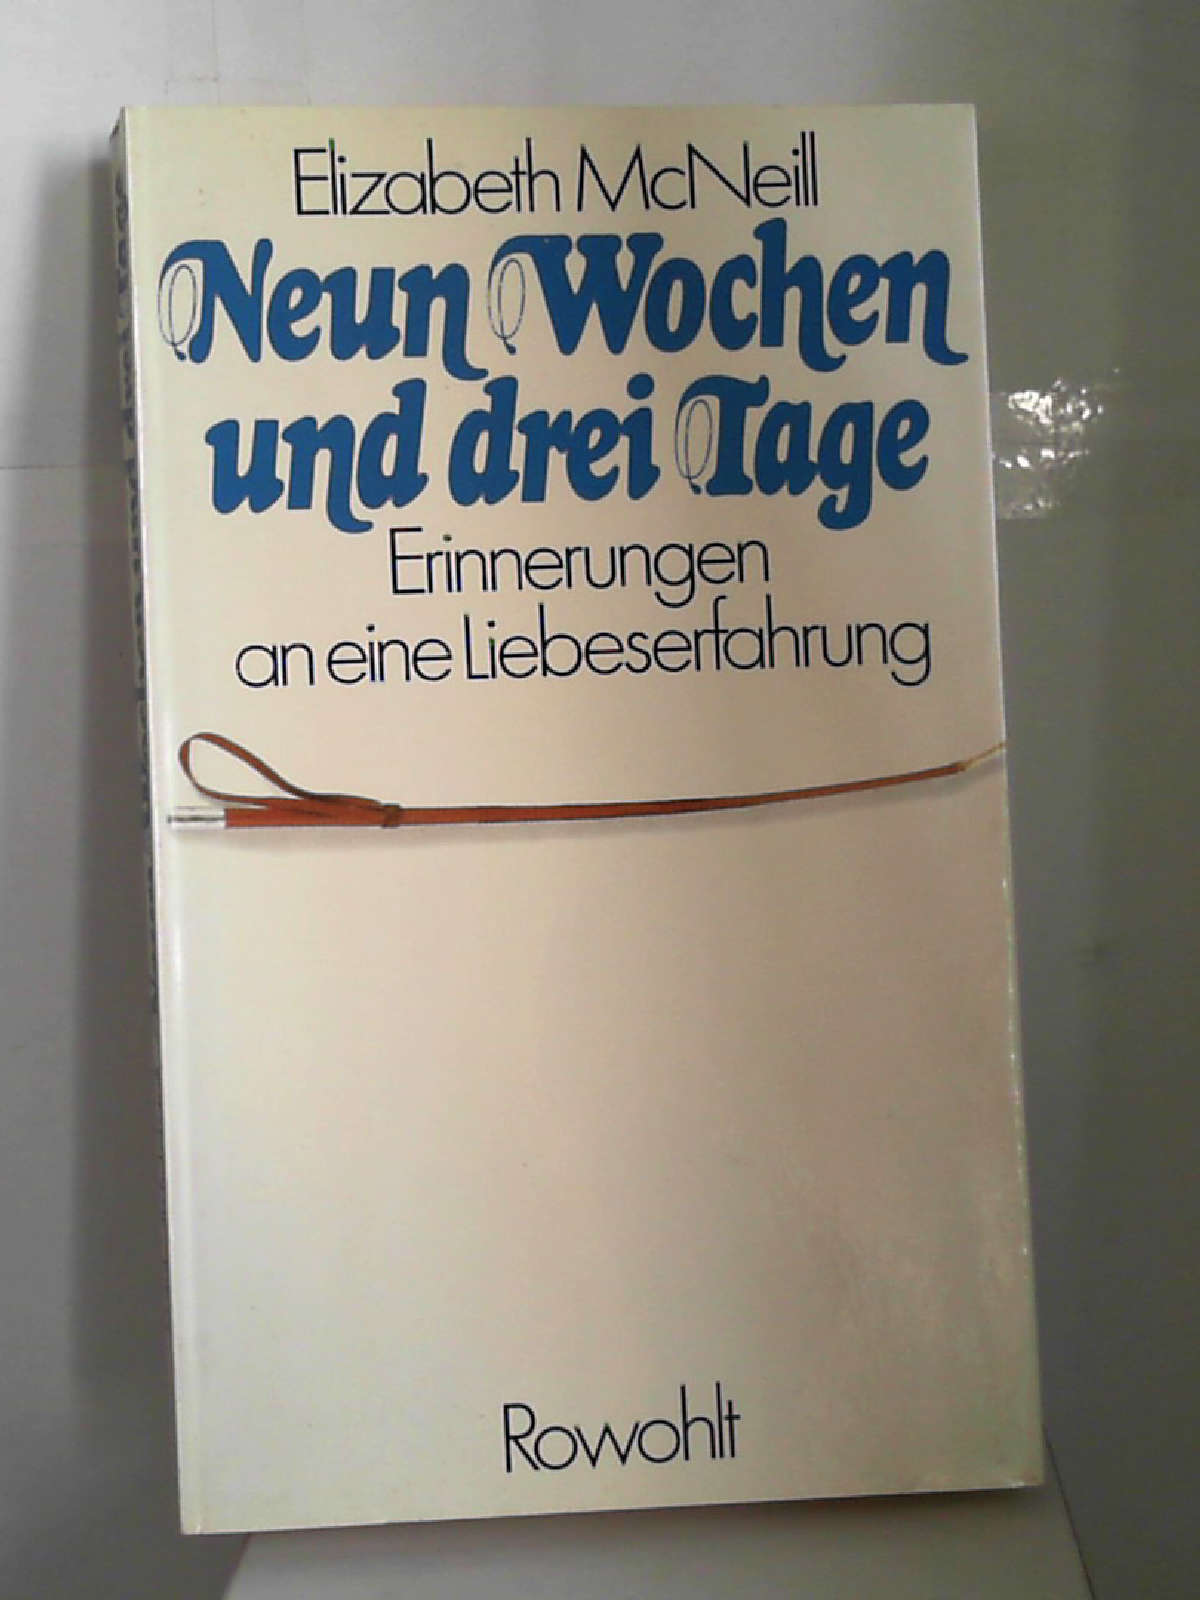 Elizabeth McNeill
Neun Wochen
und drei Tage
Erinnerungen
an eine Liebeserfahrung
Rowohlt